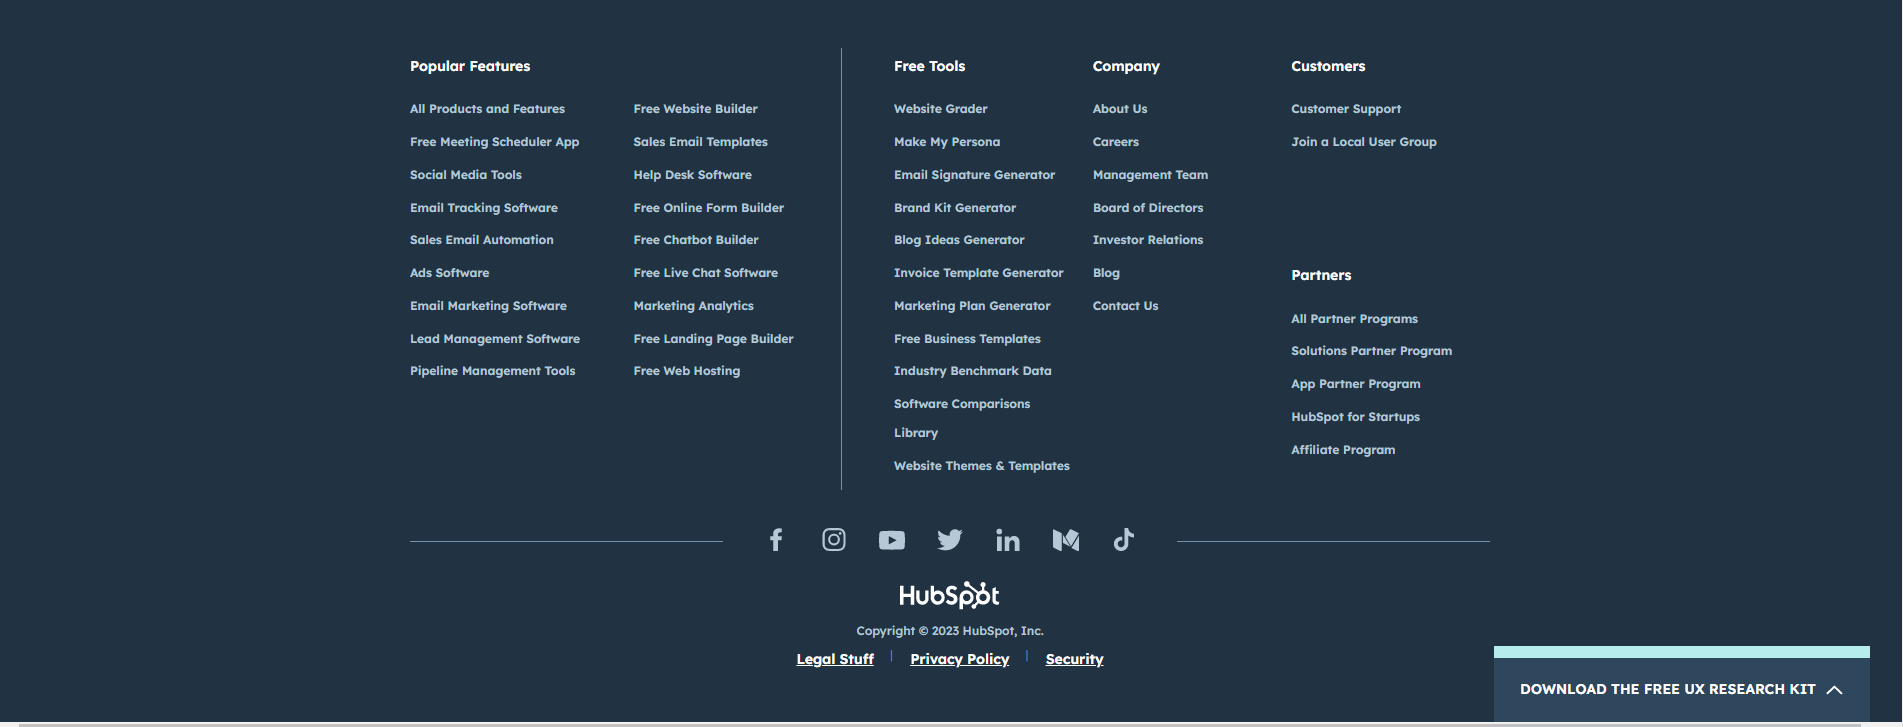 Popular Features
All Products and Features
Free Meeting Scheduler App
Social Media Tools
Email Tracking Software
Sales Email Automation
Ads Software
Email Marketing Software
Lead Management Software
Pipeline Management Tools
Free Website Builder
Sales Email Templates
Help Desk Software
Free Online Form Builder
Free Chatbot Builder
Free Live Chat Software
Marketing Analytics
Free Landing Page Builder
Free Web Hosting
Free Tools
Website Grader
Make My Persona
Email Signature Generator
Brand Kit Generator
Blog Ideas Generator
Invoice Template Generator
Marketing Plan Generator
Free Business Templates
Industry Benchmark Data
Software Comparisons
Library
Website Themes & Templates
Company
About Us
Careers
Management Team
Board of Directors
Investor Relations
Blog
Contact Us
Customers
Customer Support
Join a Local User Group
Partners
All Partner Programs
Solutions Partner Program
App Partner Program
HubSpot for Startups
Affiliate Program
HubSpot
Copyright © 2023 HubSpot, Inc.
Legal Stuff | Privacy Policy | Security
DOWNLOAD THE FREE UX RESEARCH KIT